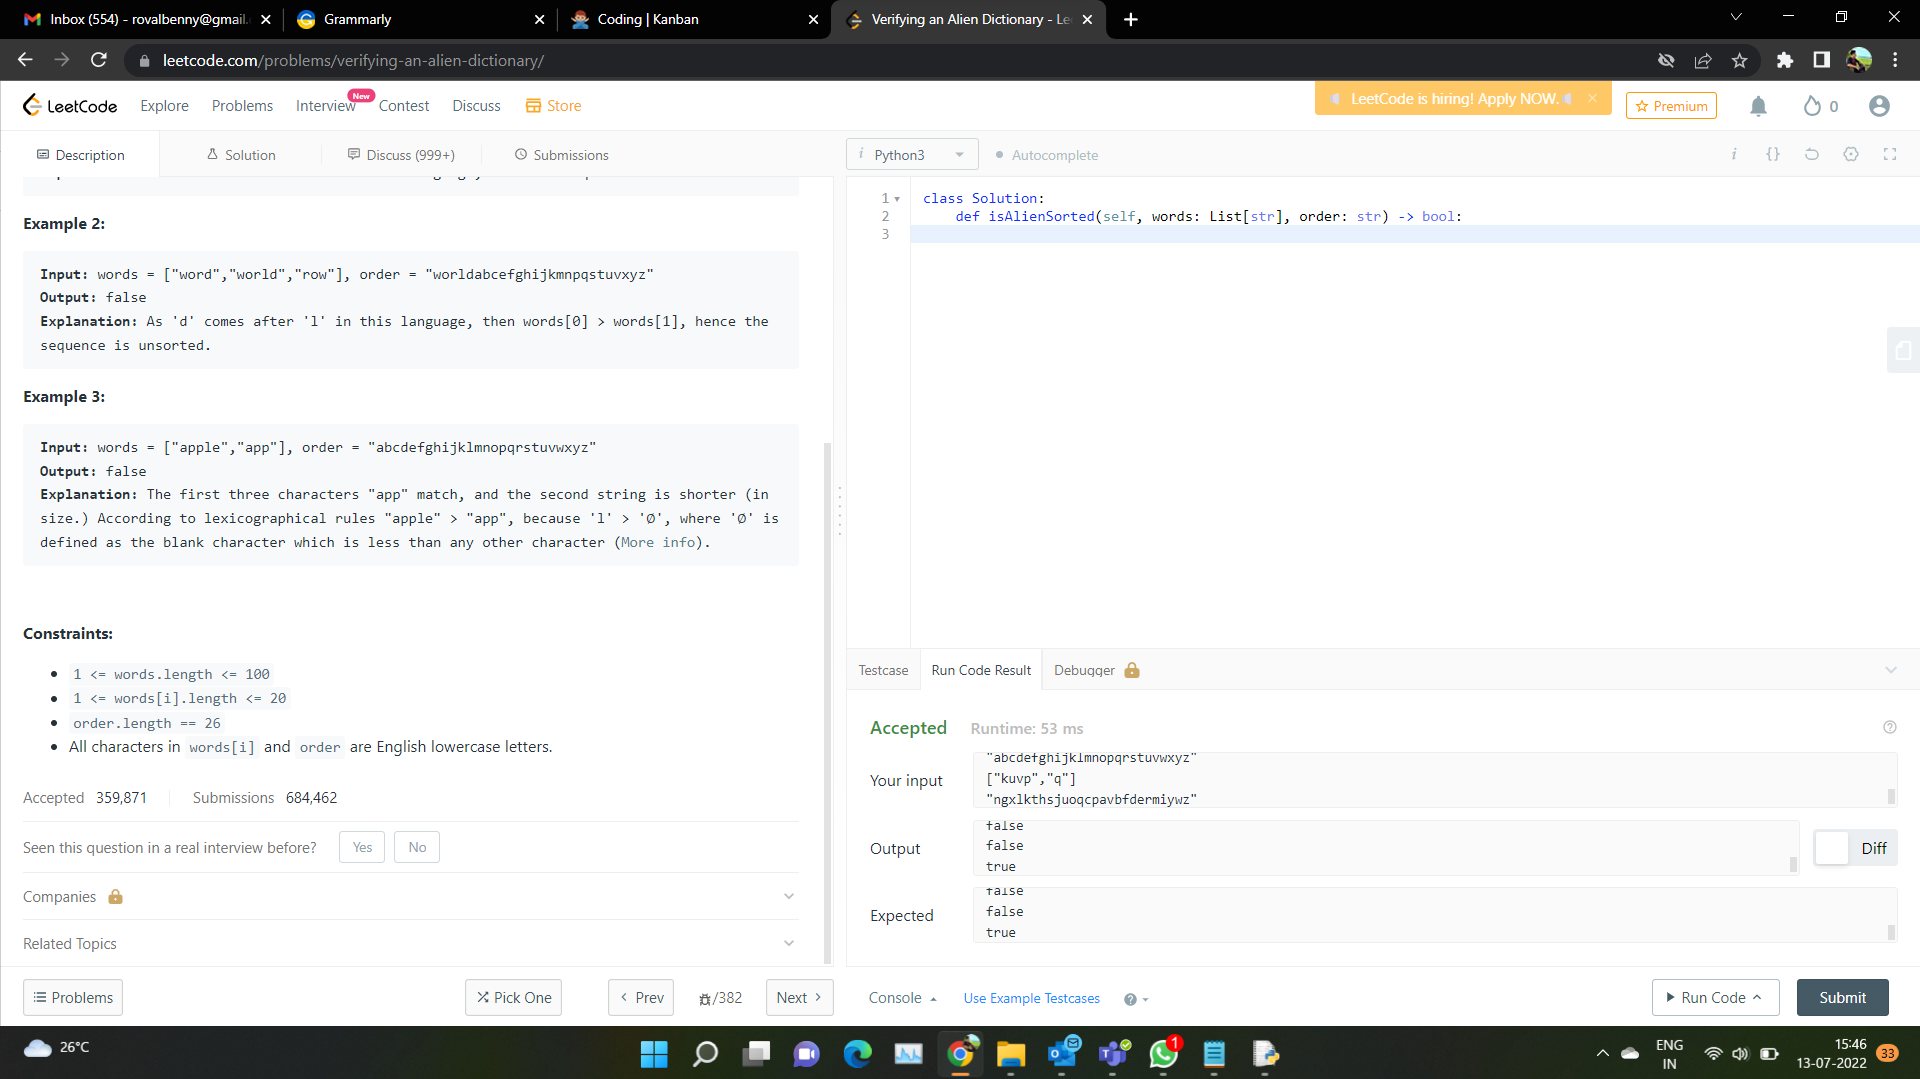 Inbox (554) - rovalbenny@gmail.
Grammarly
Coding | Kanban
Verifying an Alien Dictionary - Le
leetcode.com/problems/verifying-an-alien-dictionary/
LeetCode
Explore
Problems
Interview
New
Contest
Discuss
Store
LeetCode is hiring! Apply NOW.
Premium
0
Description
Solution
Discuss (999+)
Submissions
Python3
Autocomplete
Example 2:
Input: words = ["word","world","row"], order = "worldabcefghijkmnpqstuvxyz"
Output: false
Explanation: As 'd' comes after 'l' in this language, then words[0] > words[1], hence the
sequence is unsorted.
Example 3:
Input: words = ["apple","app"], order = "abcdefghijklmnopqrstuvwxyz"
Output: false
Explanation: The first three characters "app" match, and the second string is shorter (in
size.) According to lexicographical rules "apple" > "app", because 'l' > '∅', where '∅' is
defined as the blank character which is less than any other character (More info).
Constraints:
1 <= words.length <= 100
1 <= words[i].length <= 20
order.length == 26
All characters in words[i] and order are English lowercase letters.
Accepted 359,871 Submissions 684,462
Seen this question in a real interview before? Yes No
Companies
Related Topics
Problems
Pick One
Prev
/382
Next
1 class Solution:
2 def isAlienSorted(self, words: List[str], order: str) -> bool:
3
Testcase
Run Code Result
Debugger
Accepted Runtime: 53 ms
Your input
"abcdefghijklmnopqrstuvwxyz"
["kuvp","q"]
"ngxlkthsjuoqcpavbfdermiywz"
Output
false
false
true
Diff
Expected
false
false
true
Console
Use Example Testcases
Run Code
Submit
26°C
1
ENG
IN
15:46
13-07-2022
33